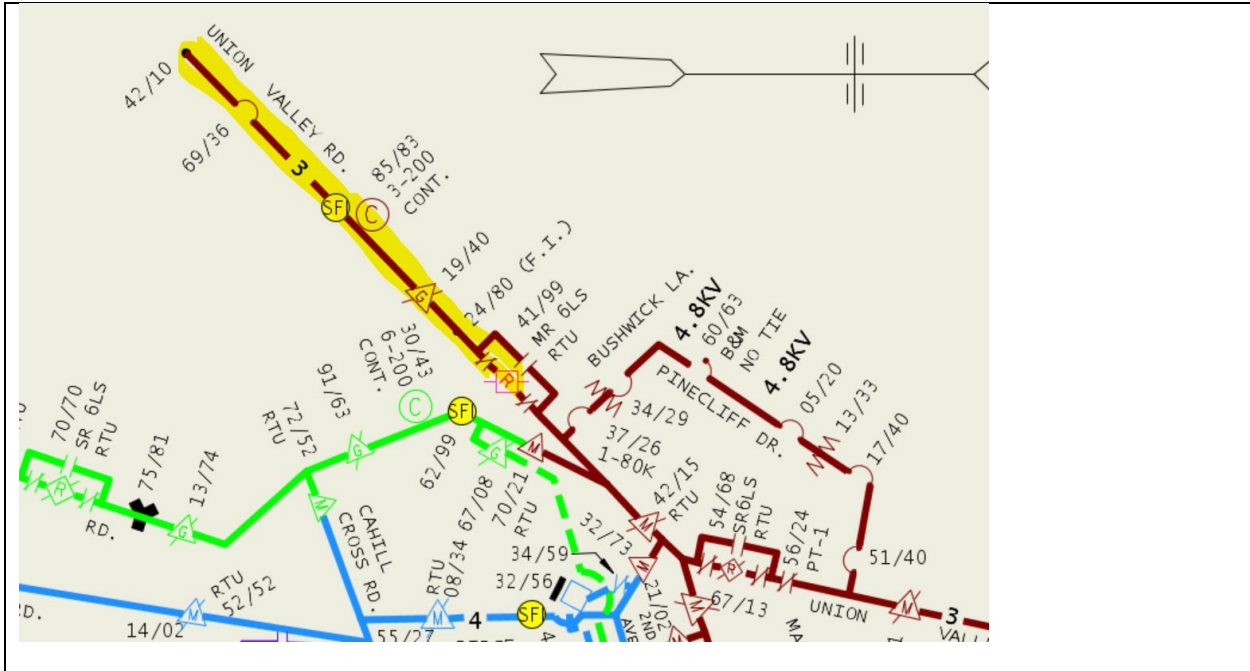 UNION VALLEY RD.
42/10
69/36
3
85/83
3-200
CONT.
SFI
C
G
19/40
24/80 (F.I.)
41/99
MR 6LS
RTU
R
30/43
6-200
CONT.
C
SFI
62/99
G
M
67/08
70/21
RTU
BUSHWICK LA.
4.8KV
60/63
B&M
NO TIE
4.8KV
PINECLIFF DR.
34/29
37/26
1-80K
05/20
13/33
17/40
51/40
42/15
RTU
M
54/68
SR6LS
RTU
R
56/24
PT-1
UNION
M
3
67/13
M
M
32/73
M
21/02
2ND
34/59
32/56
SFI
91/63
G
72/52
RTU
M
CAHILL
CROSS RD.
70/70
SR 6LS
RTU
R
75/81
13/74
G
RD.
RTU
52/52
M
14/02
RTU
08/34
M
4
55/27
RD.